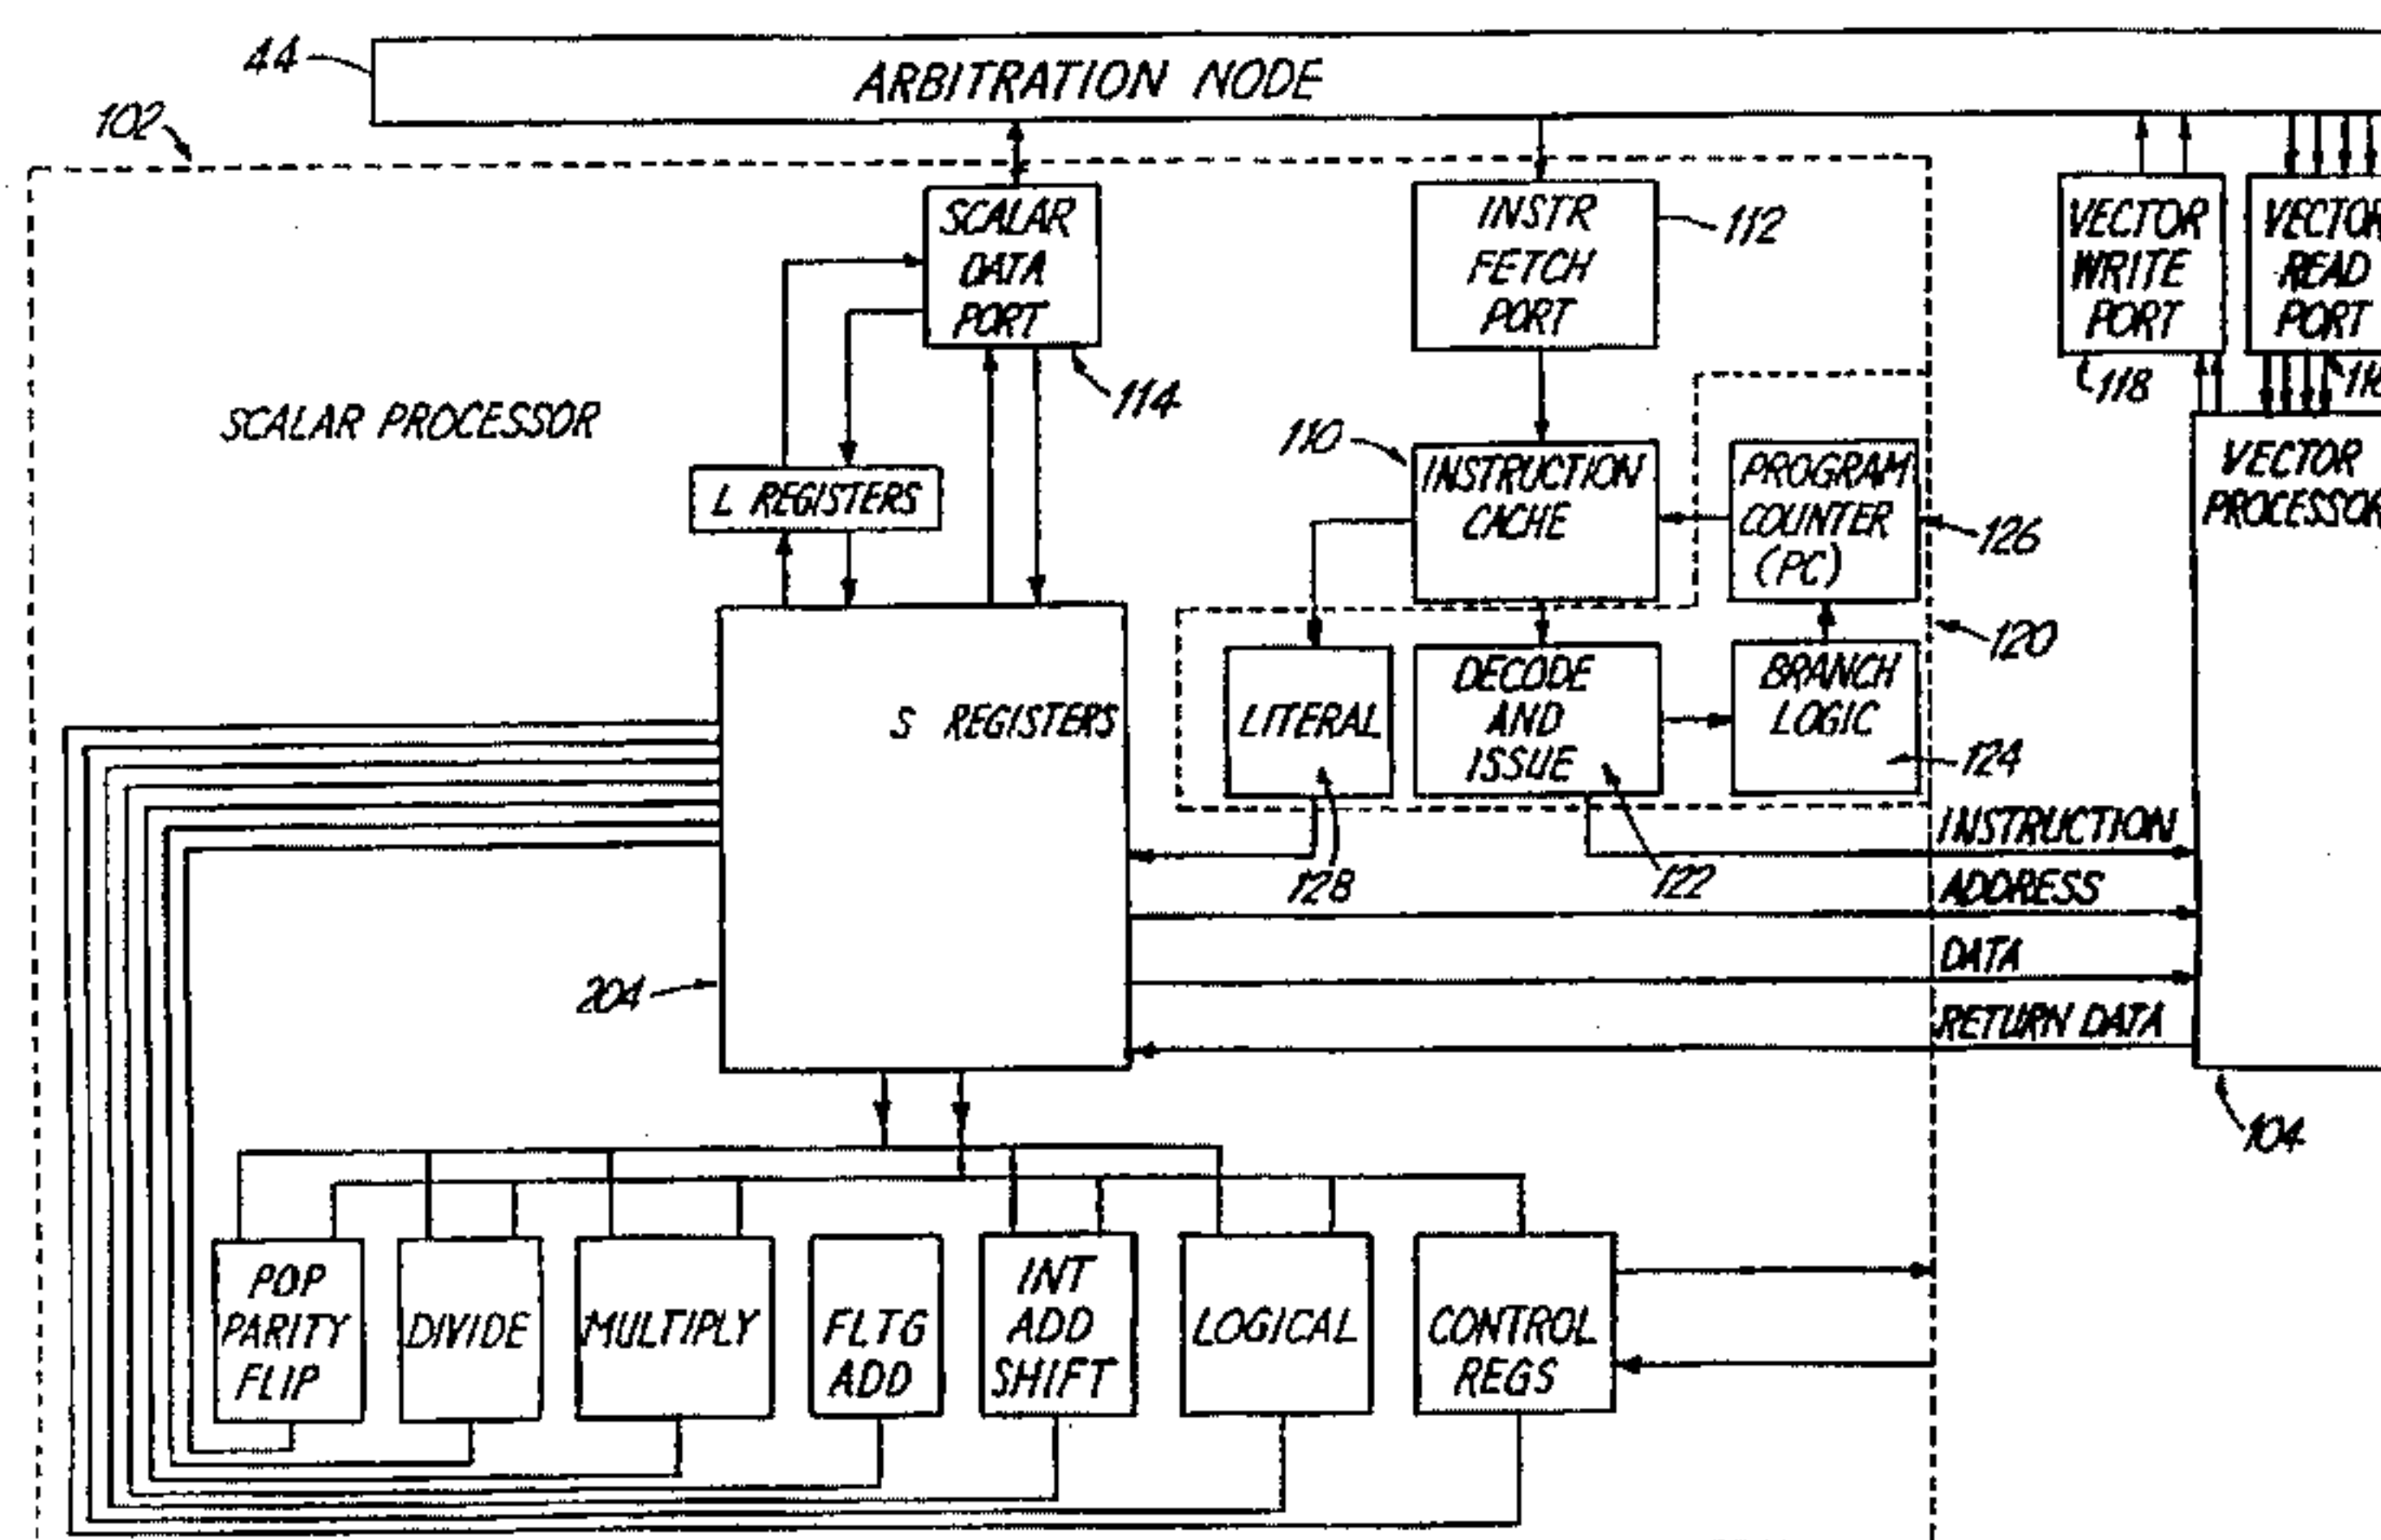 44
ARBITRATION NODE
102
SCALAR
DATA
PORT
INSTR
FETCH
PORT
112
VECTOR
WRITE
PORT
VECTOR
READ
PORT
118
114
SCALAR PROCESSOR
110
L REGISTERS
INSTRUCTION
CACHE
PROGRAM
COUNTER
(PC)
126
VECTOR
PROCESSOR
120
S REGISTERS
LITERAL
DECODE
AND
ISSUE
BRANCH
LOGIC
124
128
122
INSTRUCTION
ADDRESS
DATA
RETURN DATA
204
104
POP
PARITY
FLIP
DIVIDE
MULTIPLY
FLTG
ADD
INT
ADD
SHIFT
LOGICAL
CONTROL
REGS